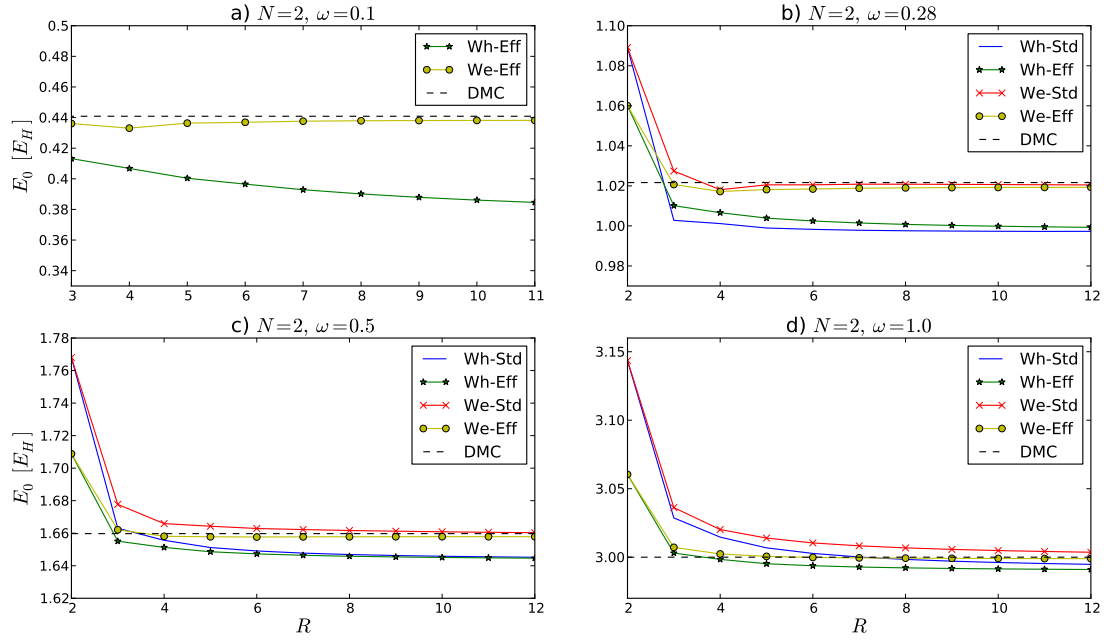 a) N=2, ω=0.1
0.5
0.48
0.46
0.44
0.42
0.4
0.38
0.36
0.34
E₀ [E_H]
3 4 5 6 7 8 9 10 11
Wh-Eff
We-Eff
DMC
b) N=2, ω=0.28
1.10
1.08
1.06
1.04
1.02
1.00
0.98
2 4 6 8 10 12
Wh-Std
Wh-Eff
We-Std
We-Eff
DMC
c) N=2, ω=0.5
1.78
1.76
1.74
1.72
1.70
1.68
1.66
1.64
1.62
E₀ [E_H]
2 4 6 8 10 12
R
Wh-Std
Wh-Eff
We-Std
We-Eff
DMC
d) N=2, ω=1.0
3.15
3.10
3.05
3.00
2 4 6 8 10 12
R
Wh-Std
Wh-Eff
We-Std
We-Eff
DMC